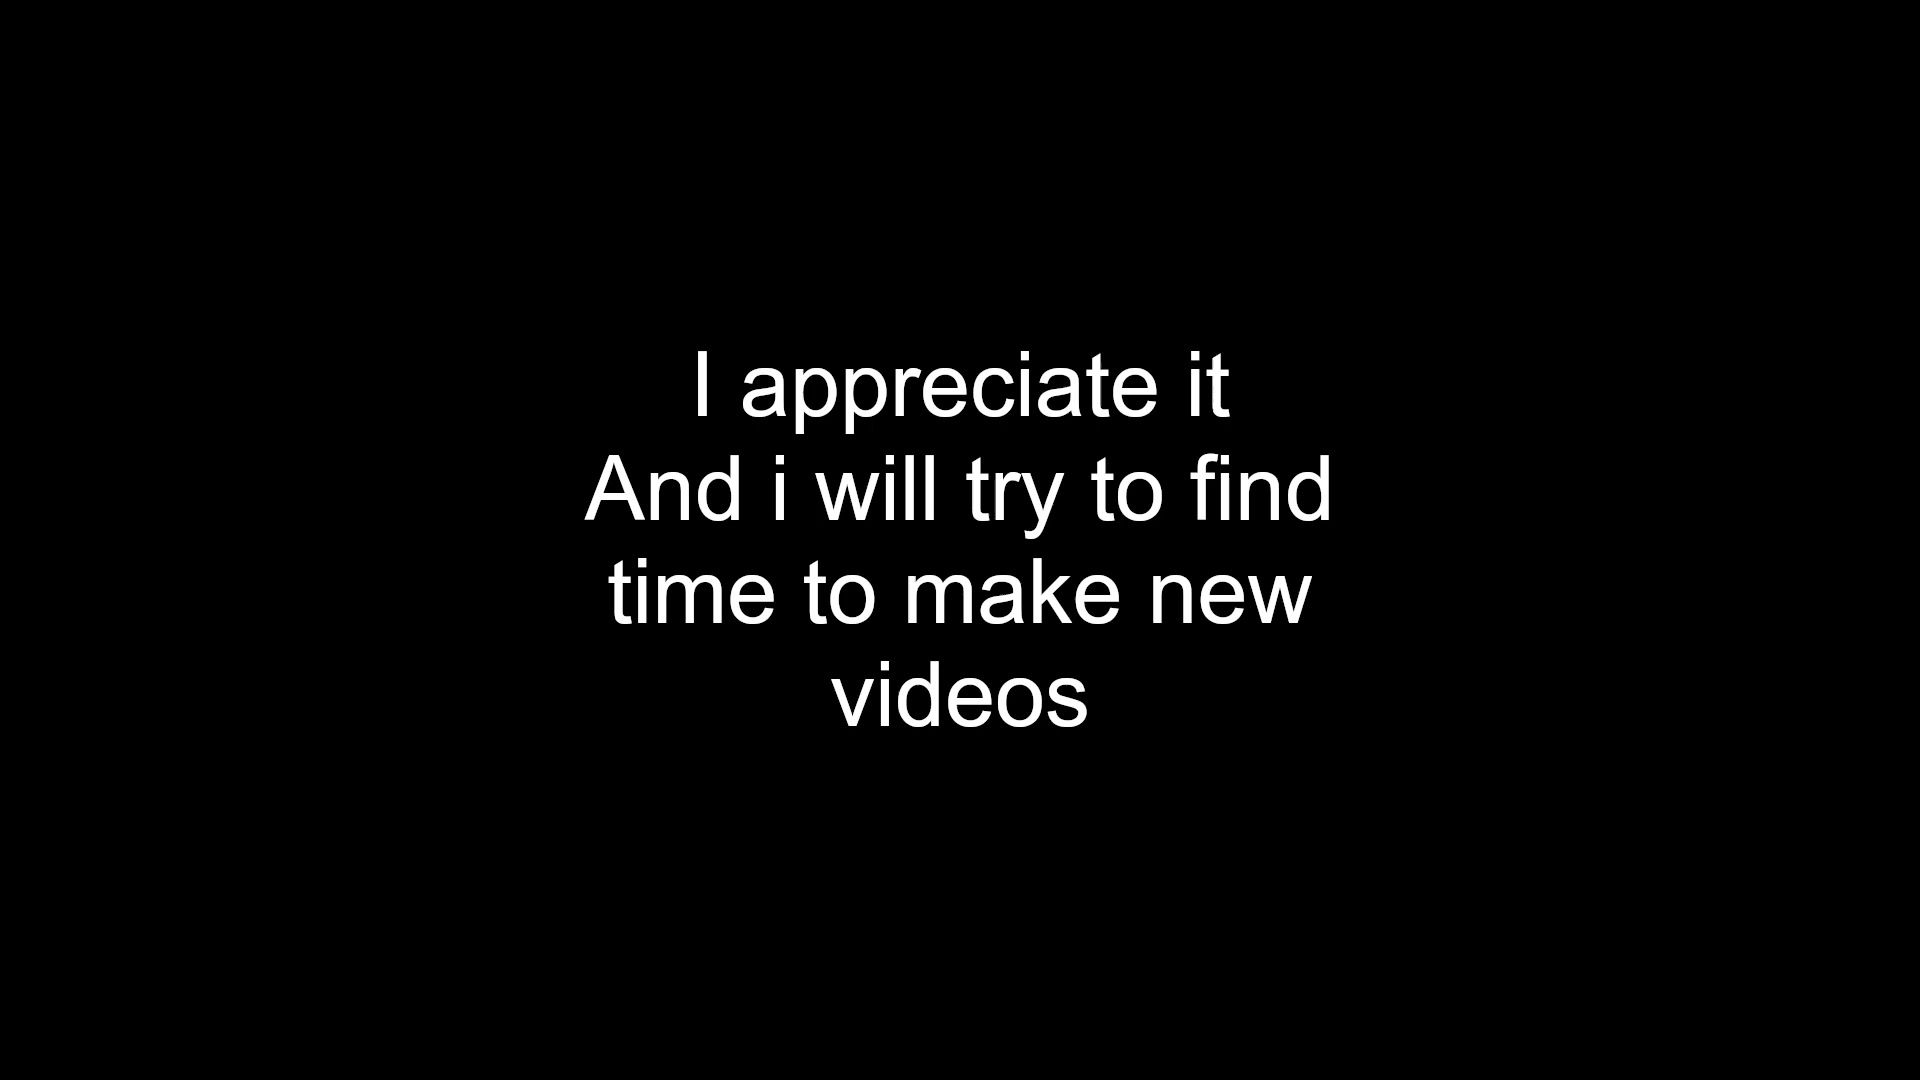 I appreciate it
And i will try to find
time to make new
videos